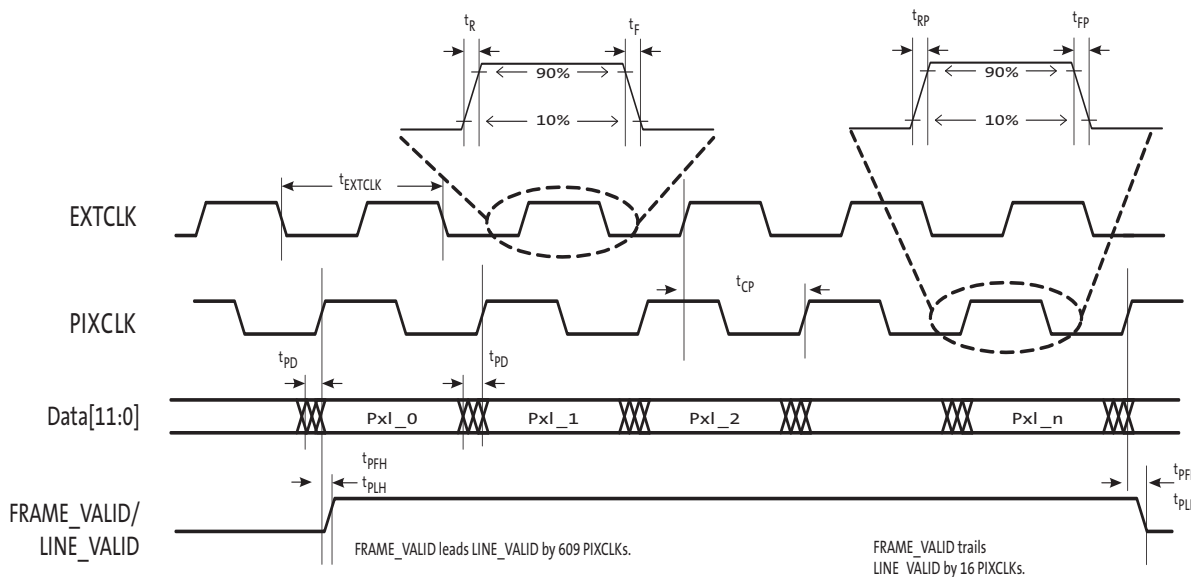 tR
tF
tRP
tFP
90%
90%
10%
10%
tEXTCLK
EXTCLK
tCP
PIXCLK
tPD
tPD
Data[11:0]
Pxl_0
Pxl_1
Pxl_2
Pxl_n
tPFH
tPLH
FRAME_VALID/
LINE_VALID
FRAME_VALID leads LINE_VALID by 609 PIXCLKs.
FRAME_VALID trails
LINE_VALID by 16 PIXCLKs.